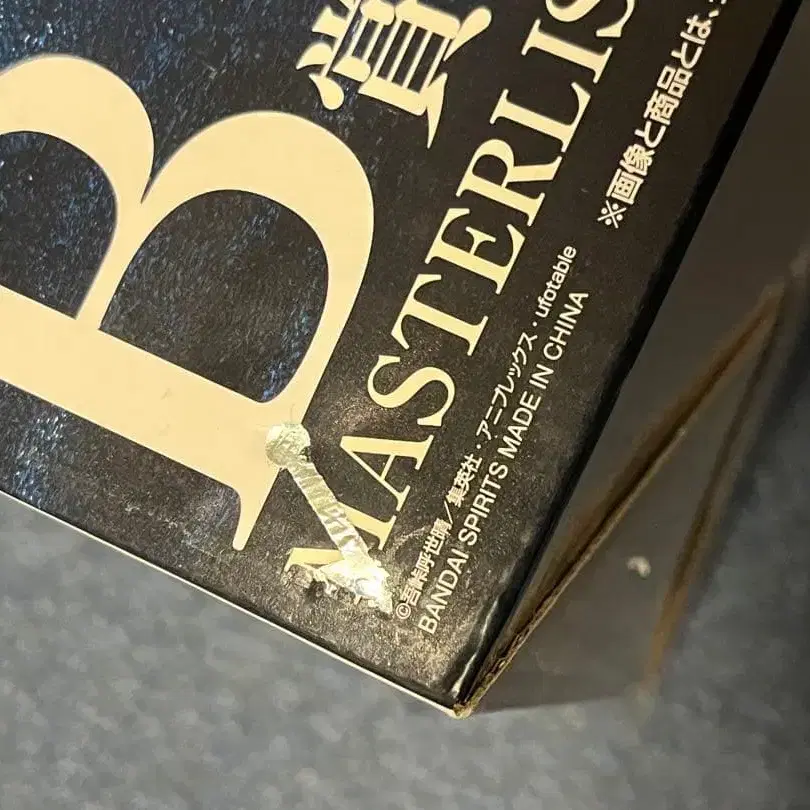 B賞
MASTERLIS
※画像と商品とは、
©吾峠呼世晴／集英社・アニプレックス・ufotable
BANDAI SPIRITS MADE IN CHINA